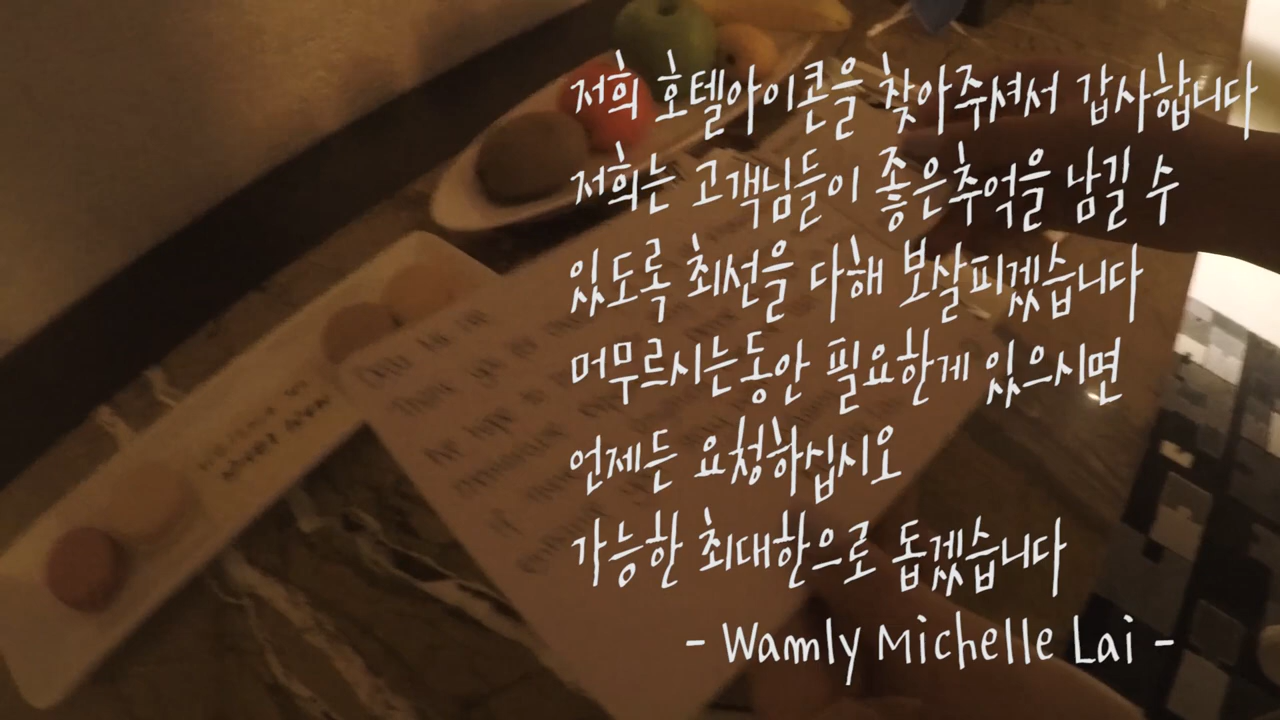 저희 호텔아이콘을 찾아주셔서 감사합니다
저희는 고객님들이 좋은추억을 남길 수
있도록 최선을 다해 보살피겠습니다
머무르시는동안 필요한게 있으시면
언제든 요청하십시오
가능한 최대한으로 돕겠습니다
- Wamly Michelle Lai -